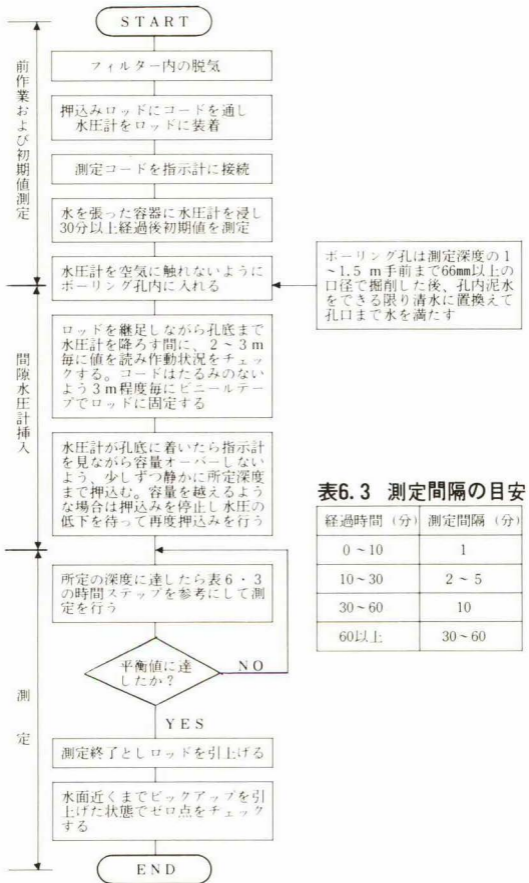 START
前作業および初期値測定
フィルター内の脱気
押込みロッドにコードを通し
水圧計をロッドに装着
測定コードを指示計に接続
水を張った容器に水圧計を浸し
30分以上経過後初期値を測定
水圧計を空気に触れないように
ボーリング孔内に入れる
ボーリング孔は測定深度の1
~1.5 m手前まで66mm以上の
口径で掘削した後、孔内泥水
をできる限り清水に置換えて
孔口まで水を満たす
間隙水圧計挿入
ロッドを継足しながら孔底まで
水圧計を降ろす間に、2~3m
毎に値を読み作動状況をチェッ
クする。コードはたるみのない
よう3m程度毎にビニールテー
プでロッドに固定する
水圧計が孔底に着いたら指示計
を見ながら容量オーバーしない
よう、少しずつ静かに所定深度
まで押込む。容量を越えるよう
な場合は押込みを停止し水圧の
低下を待って再度押込みを行う
表6.3 測定間隔の目安
経過時間(分) 測定間隔(分)
0~10 1
10~30 2~5
30~60 10
60以上 30~60
測定
所定の深度に達したら表6・3
の時間ステップを参考にして測
定を行う
平衡値に達
したか?
NO
YES
測定終了としロッドを引上げる
水面近くまでピックアップを引
上げた状態でゼロ点をチェック
する
END